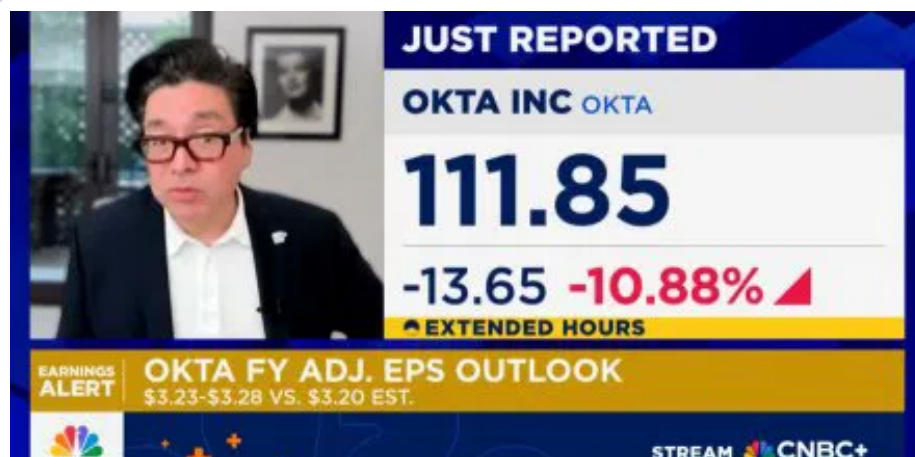 JUST REPORTED
OKTA INC OKTA
111.85
-13.65 -10.88%
EXTENDED HOURS
EARNINGS
ALERT
OKTA FY ADJ. EPS OUTLOOK
$3.23-$3.28 VS. $3.20 EST.
STREAM CNBC+